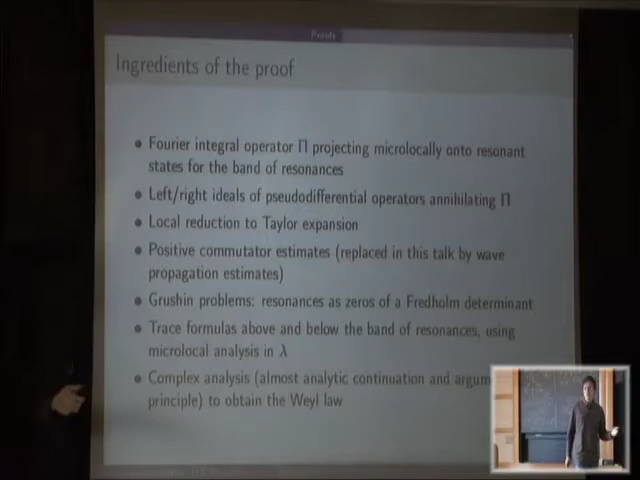 Proofs
Ingredients of the proof
• Fourier integral operator Π projecting microlocally onto resonant
states for the band of resonances
• Left/right ideals of pseudodifferential operators annihilating Π
• Local reduction to Taylor expansion
• Positive commutator estimates (replaced in this talk by wave
propagation estimates)
• Grushin problems: resonances as zeros of a Fredholm determinant
• Trace formulas above and below the band of resonances, using
microlocal analysis in λ
• Complex analysis (almost analytic continuation and argum
principle) to obtain the Weyl law